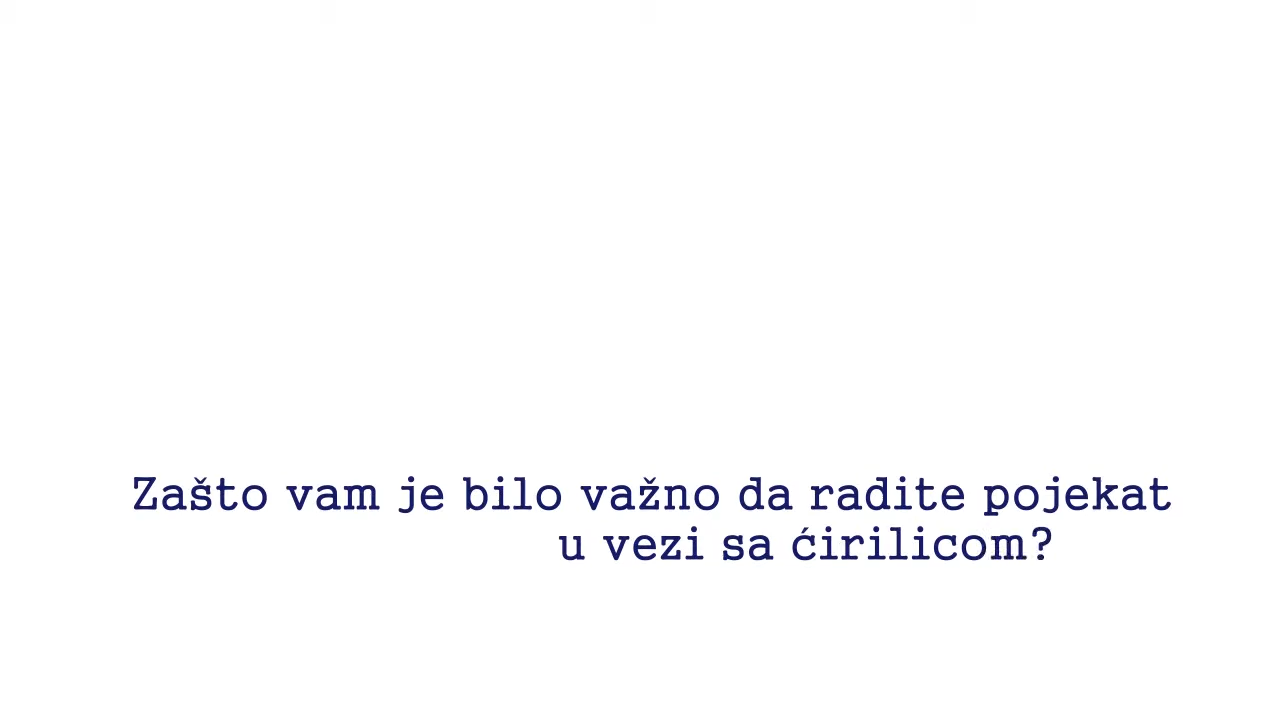 Zašto vam je bilo važno da radite pojekat
u vezi sa ćirilicom?